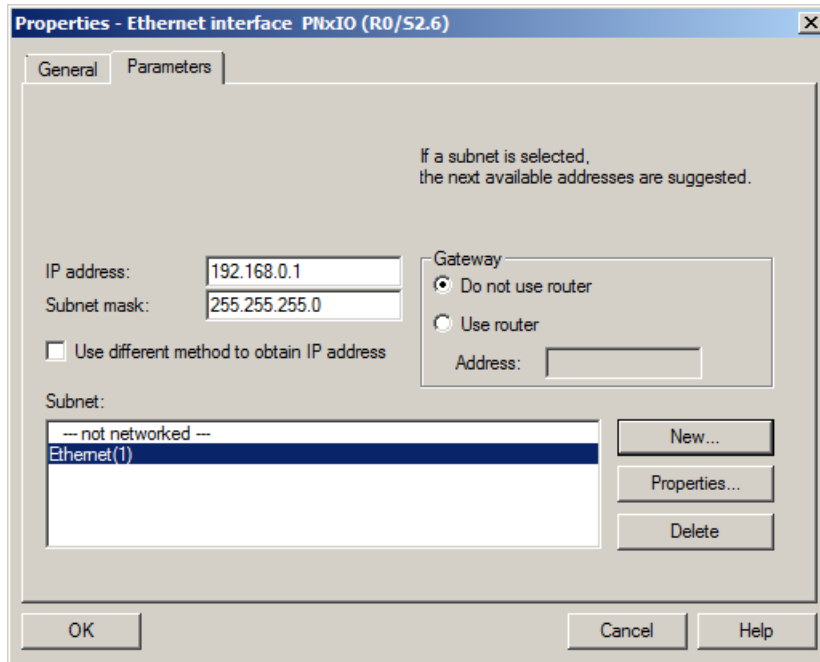 Properties - Ethernet interface PNxIO (R0/S2.6)
General
Parameters
If a subnet is selected,
the next available addresses are suggested.
IP address:
192.168.0.1
Subnet mask:
255.255.255.0
Use different method to obtain IP address
Gateway
Do not use router
Use router
Address:
Subnet:
--- not networked ---
Ethernet(1)
New...
Properties...
Delete
OK
Cancel
Help